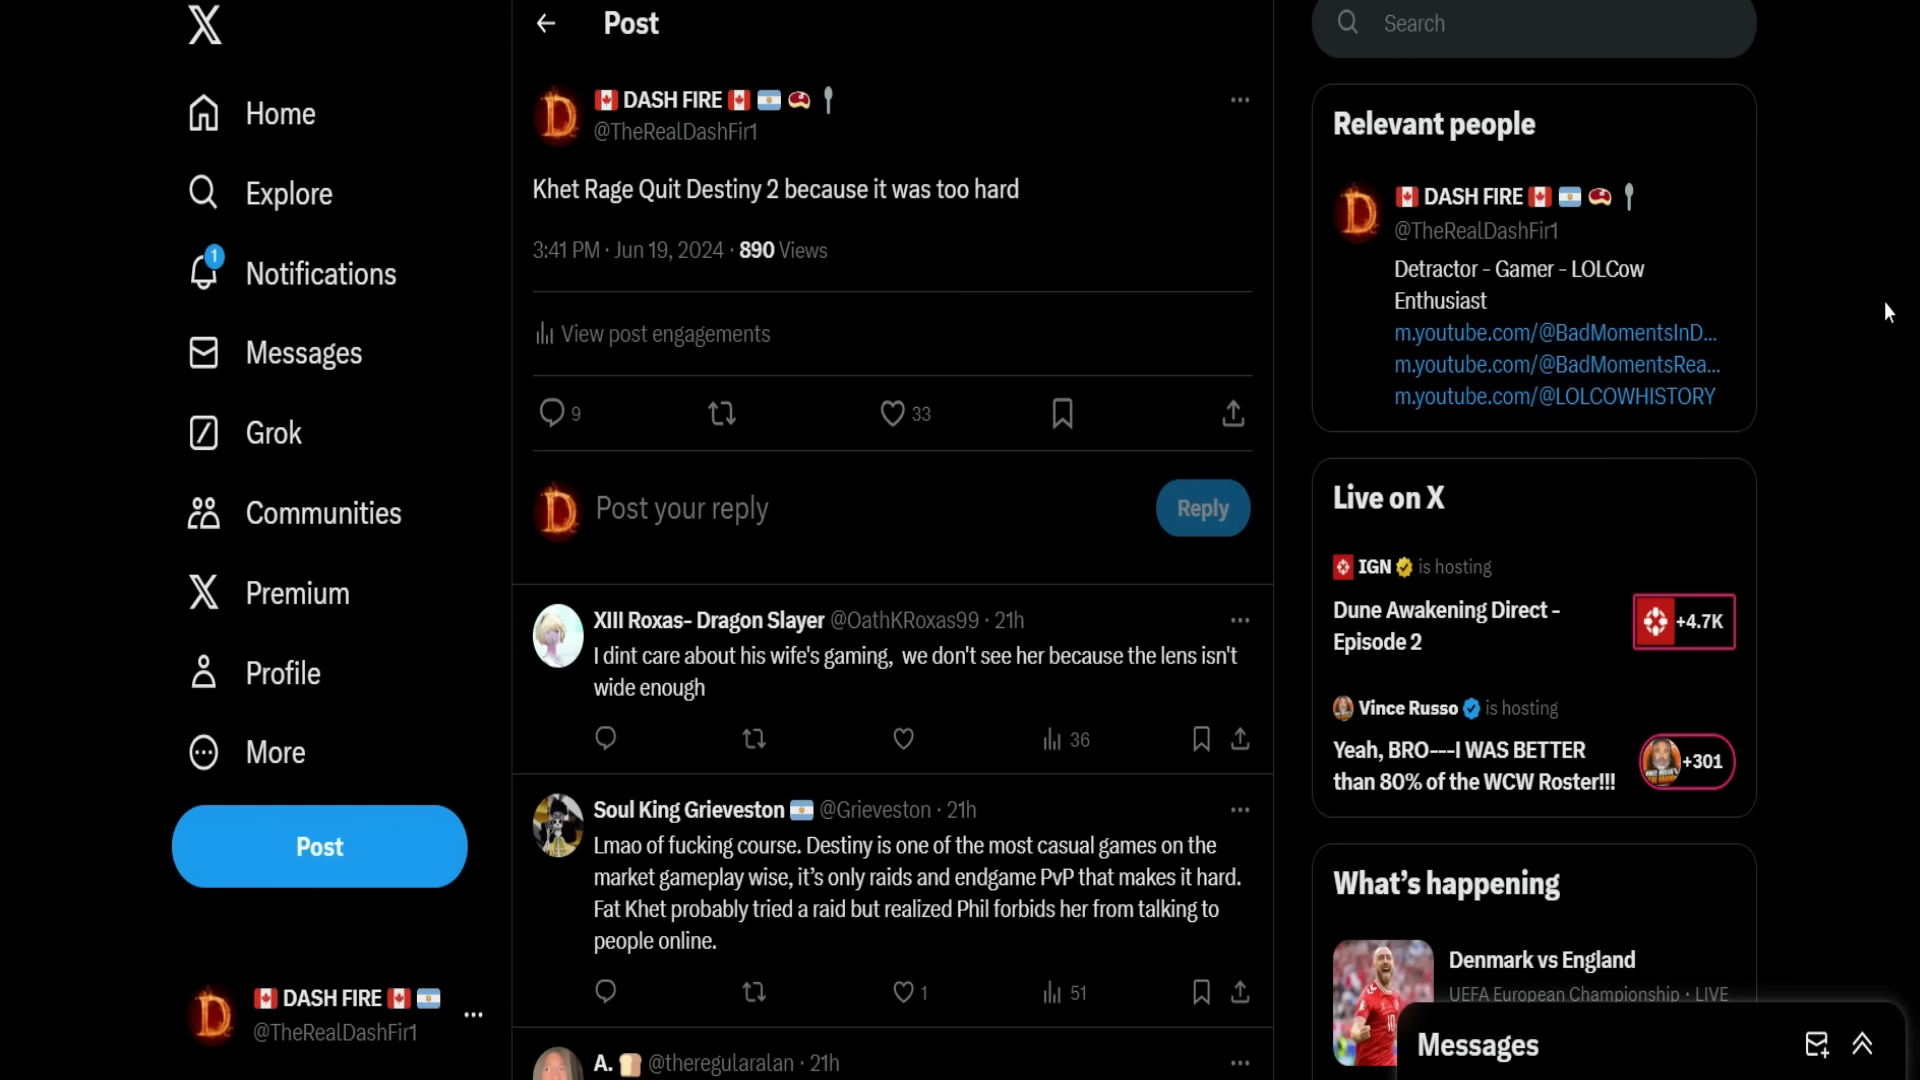 Home
Explore
1
Notifications
Messages
Grok
Communities
Premium
Profile
More
Post
DASH FIRE
@TheRealDashFir1
Post
DASH FIRE
@TheRealDashFir1
Khet Rage Quit Destiny 2 because it was too hard
3:41 PM · Jun 19, 2024 · 890 Views
View post engagements
9
33
Post your reply
Reply
XIII Roxas- Dragon Slayer @OathKRoxas99 · 21h
I dint care about his wife's gaming, we don't see her because the lens isn't
wide enough
36
Soul King Grieveston @Grieveston · 21h
Lmao of fucking course. Destiny is one of the most casual games on the
market gameplay wise, it's only raids and endgame PvP that makes it hard.
Fat Khet probably tried a raid but realized Phil forbids her from talking to
people online.
1
51
A. @theregularalan · 21h
Search
Relevant people
DASH FIRE
@TheRealDashFir1
Detractor - Gamer - LOLCow
Enthusiast
m.youtube.com/@BadMomentsInD...
m.youtube.com/@BadMomentsRea...
m.youtube.com/@LOLCOWHISTORY
Live on X
IGN is hosting
Dune Awakening Direct -
Episode 2
+4.7K
Vince Russo is hosting
Yeah, BRO---I WAS BETTER
than 80% of the WCW Roster!!!
+301
What's happening
Denmark vs England
UEFA European Championship · LIVE
Messages